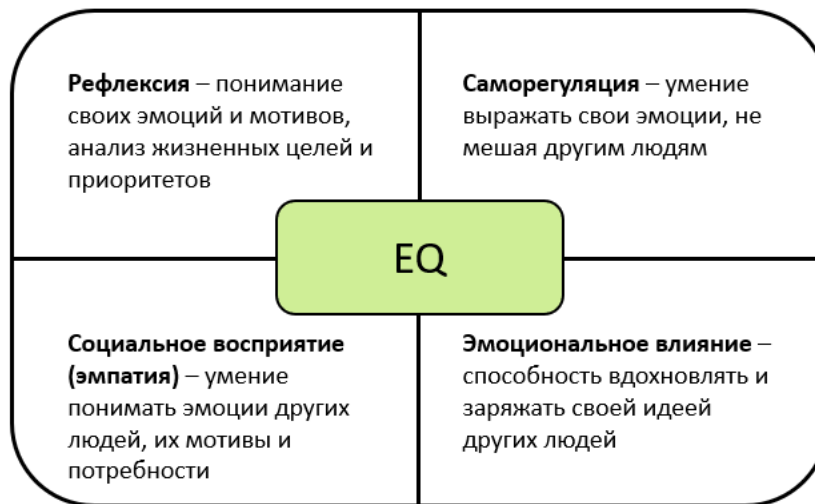 Рефлексия – понимание
своих эмоций и мотивов,
анализ жизненных целей и
приоритетов
Саморегуляция – умение
выражать свои эмоции, не
мешая другим людям
EQ
Социальное восприятие
(эмпатия) – умение
понимать эмоции других
людей, их мотивы и
потребности
Эмоциональное влияние –
способность вдохновлять и
заряжать своей идеей
других людей